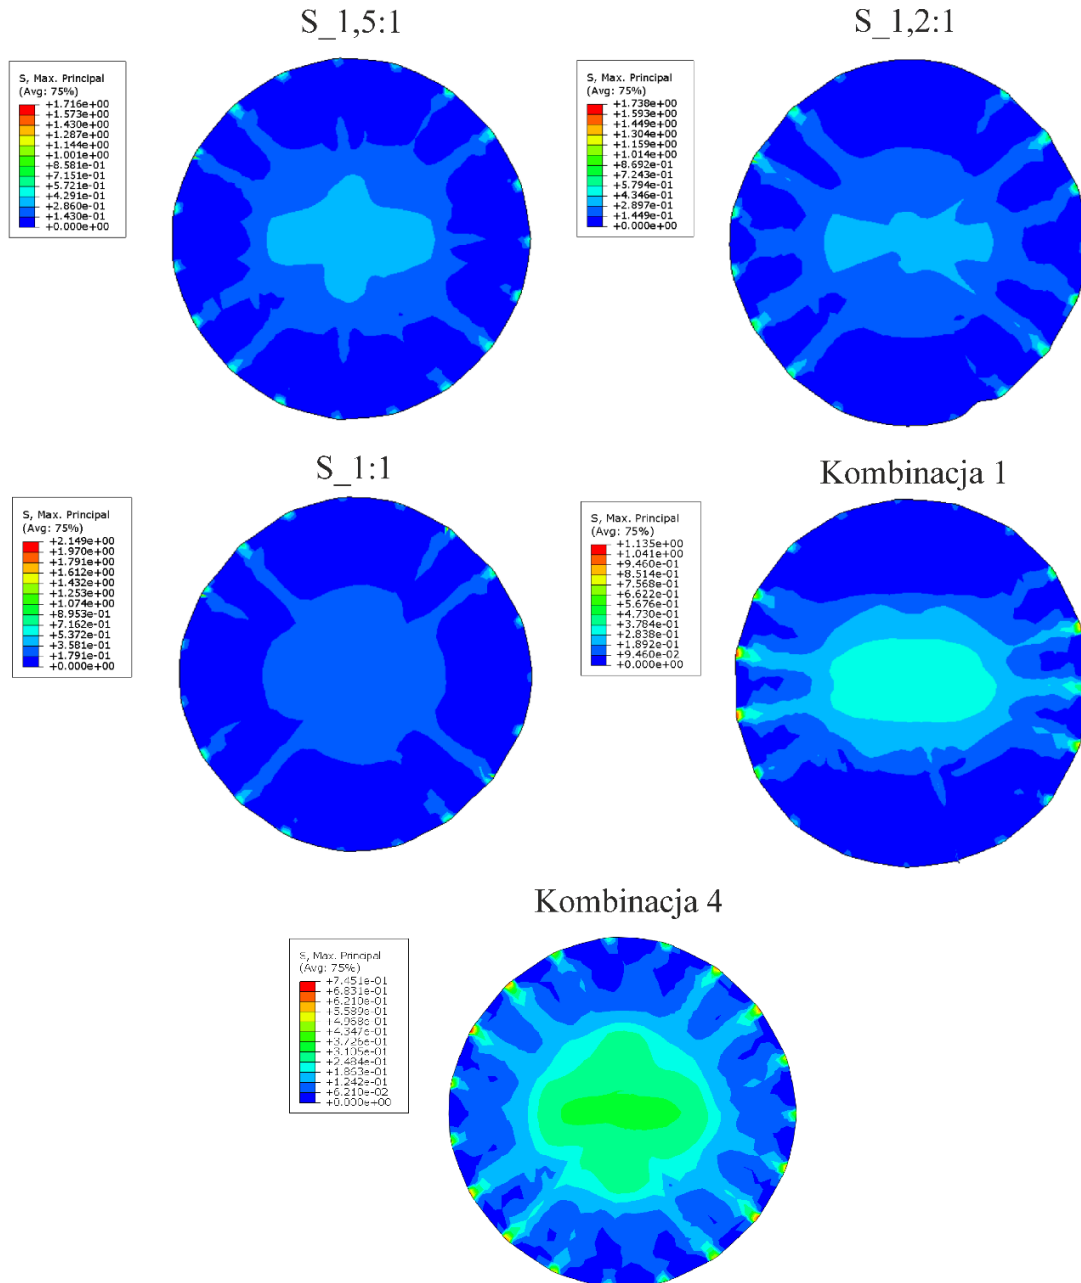 S_1,5:1
S, Max. Principal
(Avg: 75%)
+1.716e+00
+1.573e+00
+1.430e+00
+1.287e+00
+1.144e+00
+1.001e+00
+8.581e-01
+7.151e-01
+5.721e-01
+4.291e-01
+2.860e-01
+1.430e-01
+0.000e+00
S_1,2:1
S, Max. Principal
(Avg: 75%)
+1.738e+00
+1.593e+00
+1.449e+00
+1.304e+00
+1.159e+00
+1.014e+00
+8.692e-01
+7.243e-01
+5.794e-01
+4.346e-01
+2.897e-01
+1.449e-01
+0.000e+00
S_1:1
S, Max. Principal
(Avg: 75%)
+2.149e+00
+1.970e+00
+1.791e+00
+1.612e+00
+1.432e+00
+1.253e+00
+1.074e+00
+8.953e-01
+7.162e-01
+5.372e-01
+3.581e-01
+1.791e-01
+0.000e+00
Kombinacja 1
S, Max. Principal
(Avg: 75%)
+1.135e+00
+1.041e+00
+9.460e-01
+8.514e-01
+7.568e-01
+6.622e-01
+5.676e-01
+4.730e-01
+3.784e-01
+2.838e-01
+1.892e-01
+9.460e-02
+0.000e+00
Kombinacja 4
S, Max. Principal
(Avg: 75%)
+7.451e-01
+6.831e-01
+6.210e-01
+5.589e-01
+4.968e-01
+4.347e-01
+3.726e-01
+3.105e-01
+2.484e-01
+1.863e-01
+1.242e-01
+6.210e-02
+0.000e+00